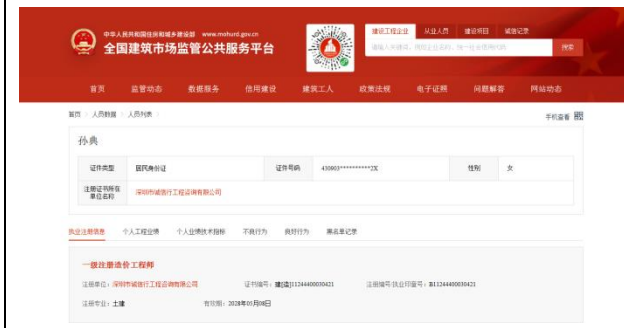 中华人民共和国住房和城乡建设部 www.mohurd.gov.cn
全国建筑市场监管公共服务平台
建设工程企业 从业人员 建设项目 诚信记录
搜索
首页 监管动态 数据服务 信用建设 建筑工人 政策法规 电子证照 问题解答 网站动态
首页 人员数据 人员列表 手机查看
孙典
证件类型 居民身份证 证件号码 430903**********2X 性别 女
注册证书所在单位名称 深圳市诚信行工程咨询有限公司
执业注册信息 个人工程业绩 个人业绩技术指标 不良行为 良好行为 黑名单记录
一级注册造价工程师
注册单位：深圳市诚信行工程咨询有限公司 证书编号：建[造]11244400030421 注册编号/执业印章号：B11244400030421
注册专业：土建 有效期：2028年05月08日